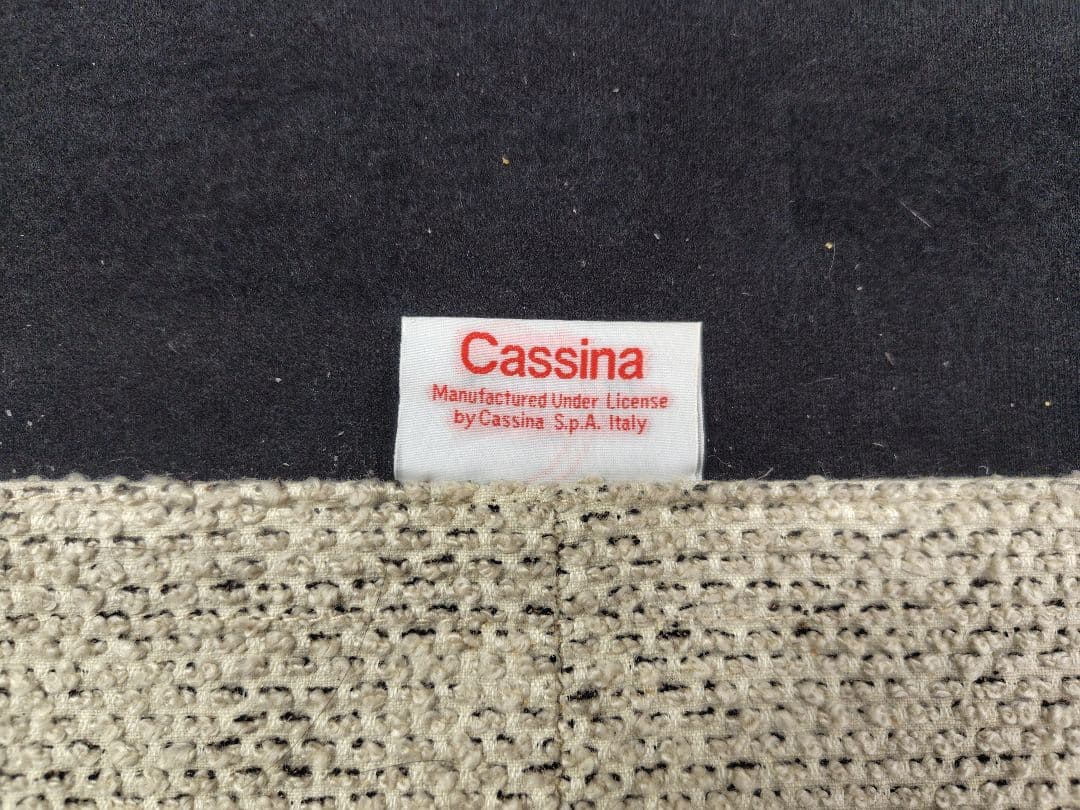 Cassina
Manufactured Under License
by Cassina S.p.A. Italy